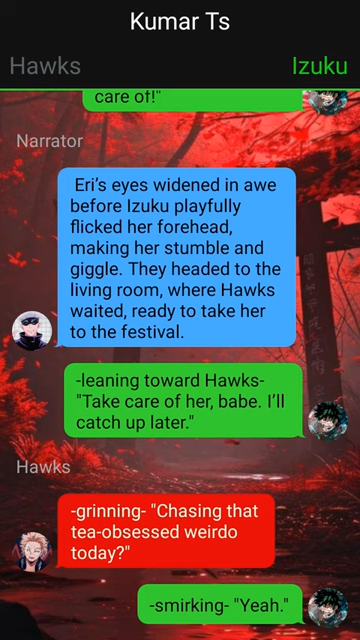 Kumar Ts
Hawks
Izuku
care of!"
Narrator
Eri’s eyes widened in awe
before Izuku playfully
flicked her forehead,
making her stumble and
giggle. They headed to the
living room, where Hawks
waited, ready to take her
to the festival.
-leaning toward Hawks-
"Take care of her, babe. I’ll
catch up later."
Hawks
-grinning- "Chasing that
tea-obsessed weirdo
today?"
-smirking- "Yeah."